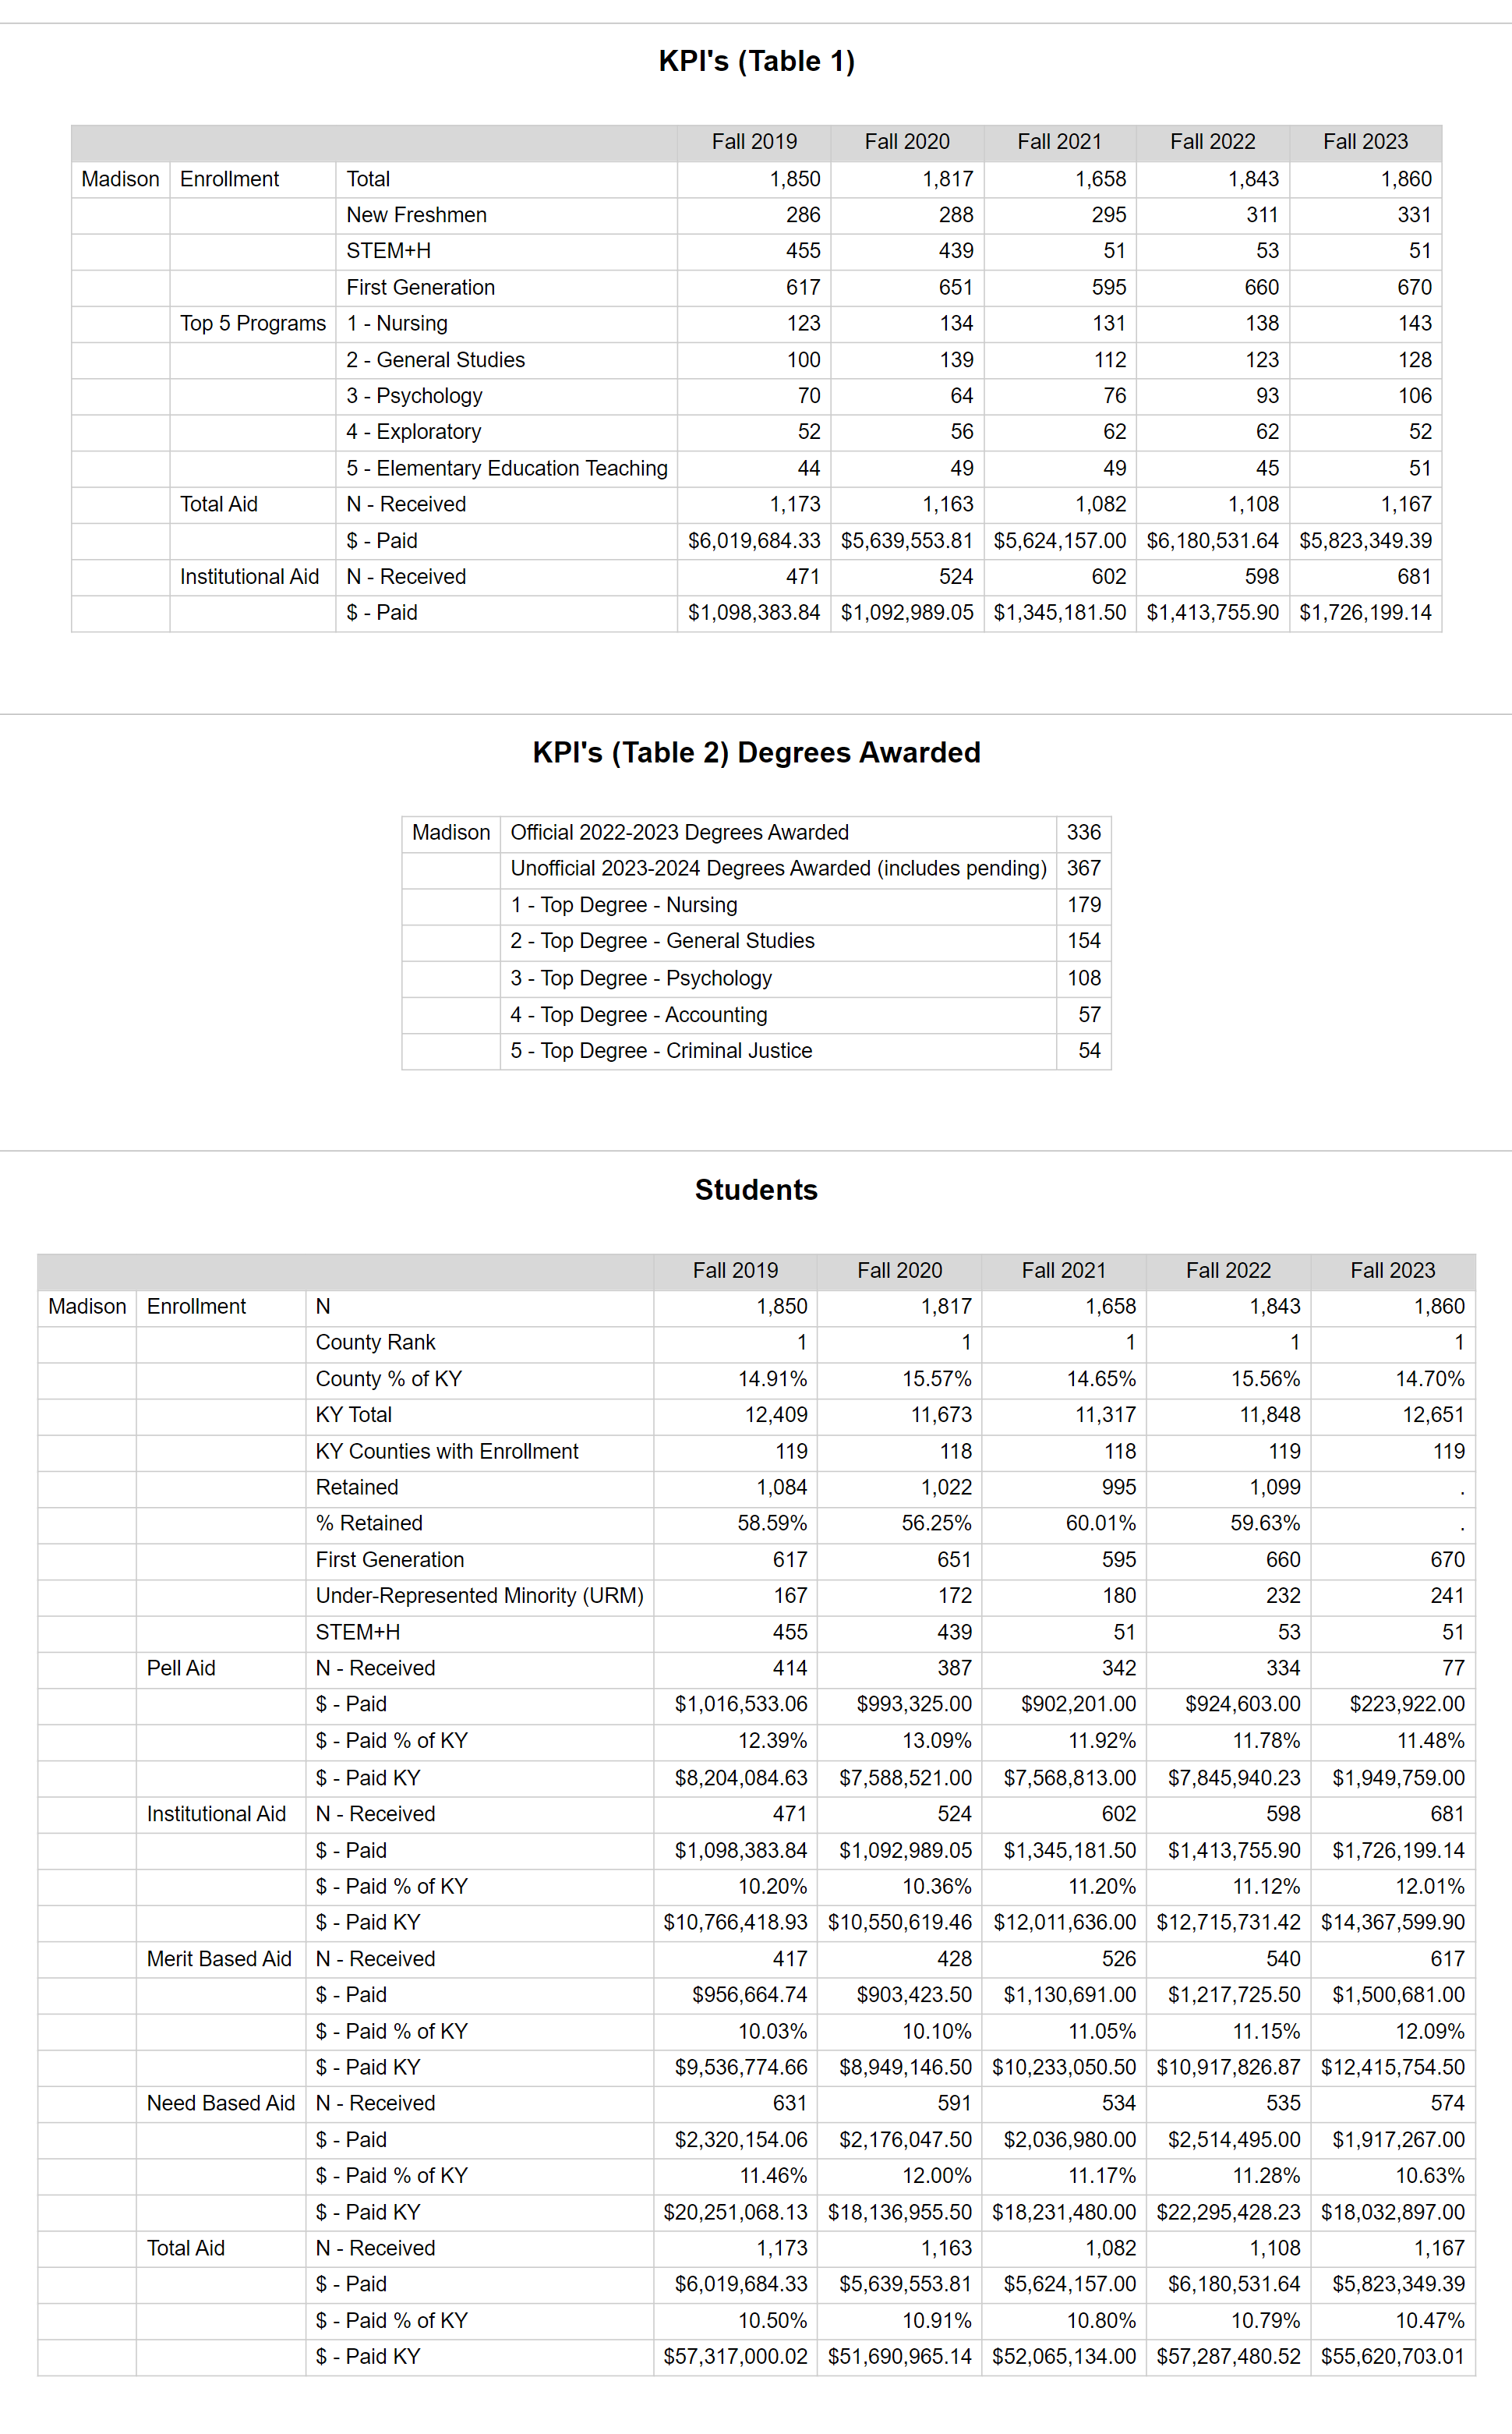 KPI's (Table 1)
Fall 2019 Fall 2020 Fall 2021 Fall 2022 Fall 2023
Madison Enrollment Total 1,850 1,817 1,658 1,843 1,860
New Freshmen 286 288 295 311 331
STEM+H 455 439 51 53 51
First Generation 617 651 595 660 670
Top 5 Programs 1 - Nursing 123 134 131 138 143
2 - General Studies 100 139 112 123 128
3 - Psychology 70 64 76 93 106
4 - Exploratory 52 56 62 62 52
5 - Elementary Education Teaching 44 49 49 45 51
Total Aid N - Received 1,173 1,163 1,082 1,108 1,167
$ - Paid $6,019,684.33 $5,639,553.81 $5,624,157.00 $6,180,531.64 $5,823,349.39
Institutional Aid N - Received 471 524 602 598 681
$ - Paid $1,098,383.84 $1,092,989.05 $1,345,181.50 $1,413,755.90 $1,726,199.14
KPI's (Table 2) Degrees Awarded
Madison Official 2022-2023 Degrees Awarded 336
Unofficial 2023-2024 Degrees Awarded (includes pending) 367
1 - Top Degree - Nursing 179
2 - Top Degree - General Studies 154
3 - Top Degree - Psychology 108
4 - Top Degree - Accounting 57
5 - Top Degree - Criminal Justice 54
Students
Fall 2019 Fall 2020 Fall 2021 Fall 2022 Fall 2023
Madison Enrollment N 1,850 1,817 1,658 1,843 1,860
County Rank 1 1 1 1 1
County % of KY 14.91% 15.57% 14.65% 15.56% 14.70%
KY Total 12,409 11,673 11,317 11,848 12,651
KY Counties with Enrollment 119 118 118 119 119
Retained 1,084 1,022 995 1,099 .
% Retained 58.59% 56.25% 60.01% 59.63% .
First Generation 617 651 595 660 670
Under-Represented Minority (URM) 167 172 180 232 241
STEM+H 455 439 51 53 51
Pell Aid N - Received 414 387 342 334 77
$ - Paid $1,016,533.06 $993,325.00 $902,201.00 $924,603.00 $223,922.00
$ - Paid % of KY 12.39% 13.09% 11.92% 11.78% 11.48%
$ - Paid KY $8,204,084.63 $7,588,521.00 $7,568,813.00 $7,845,940.23 $1,949,759.00
Institutional Aid N - Received 471 524 602 598 681
$ - Paid $1,098,383.84 $1,092,989.05 $1,345,181.50 $1,413,755.90 $1,726,199.14
$ - Paid % of KY 10.20% 10.36% 11.20% 11.12% 12.01%
$ - Paid KY $10,766,418.93 $10,550,619.46 $12,011,636.00 $12,715,731.42 $14,367,599.90
Merit Based Aid N - Received 417 428 526 540 617
$ - Paid $956,664.74 $903,423.50 $1,130,691.00 $1,217,725.50 $1,500,681.00
$ - Paid % of KY 10.03% 10.10% 11.05% 11.15% 12.09%
$ - Paid KY $9,536,774.66 $8,949,146.50 $10,233,050.50 $10,917,826.87 $12,415,754.50
Need Based Aid N - Received 631 591 534 535 574
$ - Paid $2,320,154.06 $2,176,047.50 $2,036,980.00 $2,514,495.00 $1,917,267.00
$ - Paid % of KY 11.46% 12.00% 11.17% 11.28% 10.63%
$ - Paid KY $20,251,068.13 $18,136,955.50 $18,231,480.00 $22,295,428.23 $18,032,897.00
Total Aid N - Received 1,173 1,163 1,082 1,108 1,167
$ - Paid $6,019,684.33 $5,639,553.81 $5,624,157.00 $6,180,531.64 $5,823,349.39
$ - Paid % of KY 10.50% 10.91% 10.80% 10.79% 10.47%
$ - Paid KY $57,317,000.02 $51,690,965.14 $52,065,134.00 $57,287,480.52 $55,620,703.01